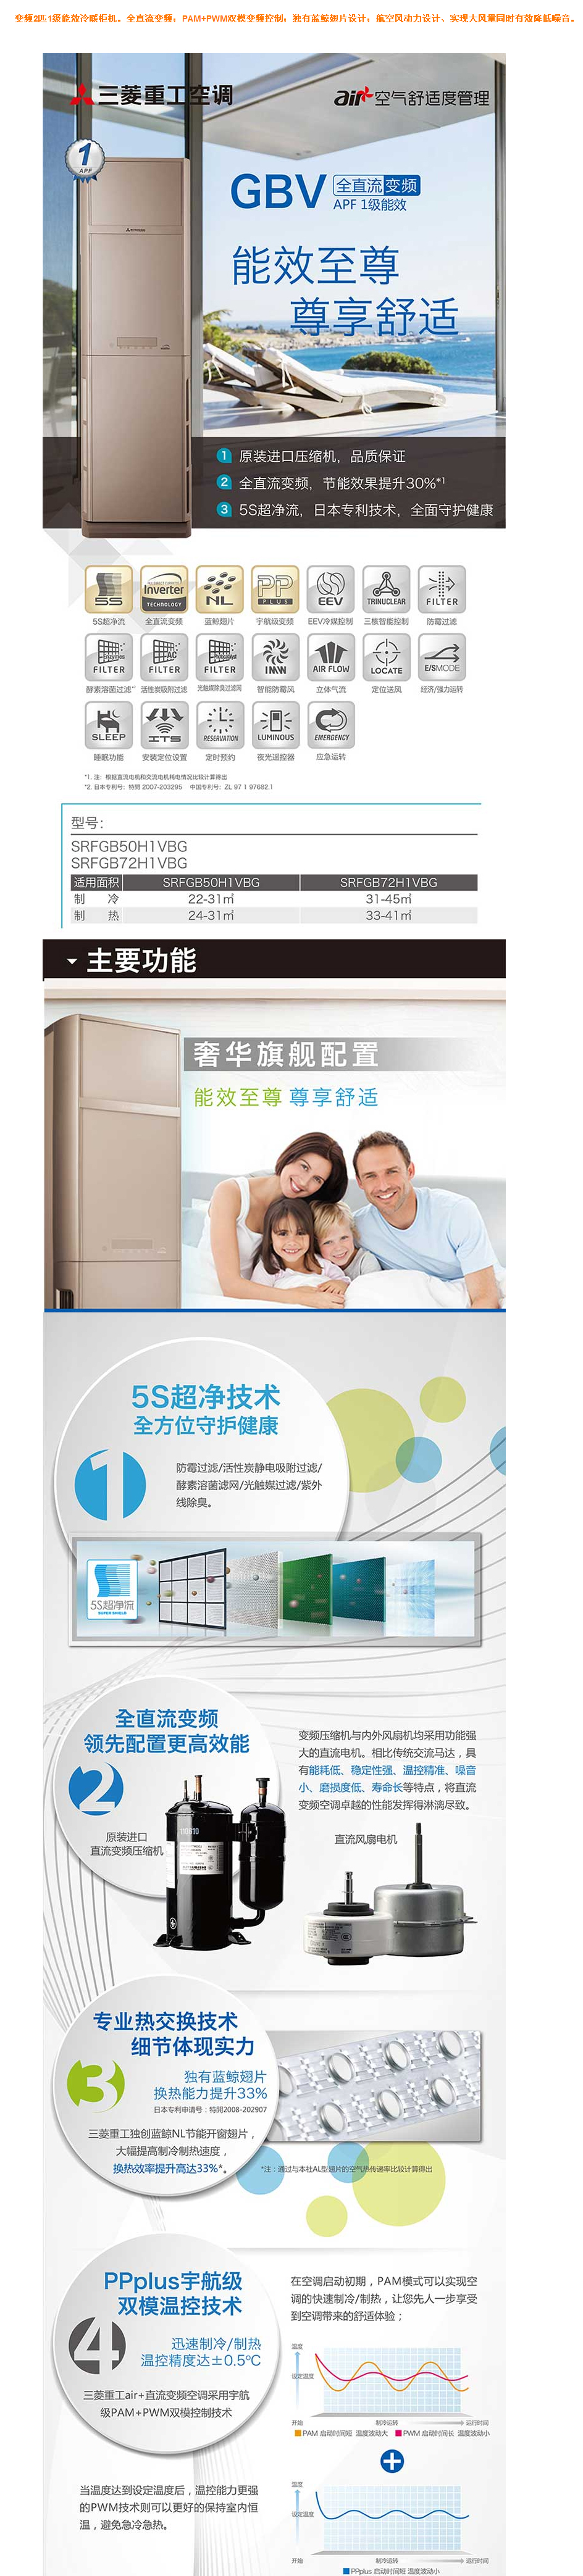 变频2匹1级能效冷暖柜机。全直流变频；PAM+PWM双模变频控制；独有蓝鲸翅片设计；航空风动力设计、实现大风量同时有效降低噪音。
三菱重工空调
air+空气舒适度管理
1
APF
GBV 全直流变频
APF 1级能效
能效至尊
尊享舒适
1 原装进口压缩机，品质保证
2 全直流变频，节能效果提升30%*1
3 5S超净流，日本专利技术，全面守护健康
5S
Inverter
TECHNOLOGY
NL
PP
PLUS
EEV
TRINUCLEAR
FILTER
5S超净流 全直流变频 蓝鲸翅片 宇航级变频 EEV冷媒控制 三核智能控制 防霉过滤
FILTER
AC
FILTER
FILTER
AIR FLOW
LOCATE
E/SMODE
酵素溶菌过滤*² 活性炭吸附过滤 光触媒除臭过滤网 智能防霉风 立体气流 定位送风 经济/强力运转
SLEEP
ITS
RESERVATION
LUMINOUS
EMERGENCY
睡眠功能 安装定位设置 定时预约 夜光遥控器 应急运转
*1. 注：根据直流电机和交流电机耗电情况比较计算得出
*2. 日本专利号：特開 2007-203295 中国专利号：ZL 97 1 97682.1
型号：
SRFGB50H1VBG
SRFGB72H1VBG
适用面积 SRFGB50H1VBG SRFGB72H1VBG
制 冷 22-31㎡ 31-45㎡
制 热 24-31㎡ 33-41㎡
主要功能
奢华旗舰配置
能效至尊 尊享舒适
5S超净技术
全方位守护健康
1
防霉过滤/活性炭静电吸附过滤/
酵素溶菌滤网/光触媒过滤/紫外
线除臭。
5S超净流
SUPER SHIELD
全直流变频
领先配置更高效能
2
原装进口
直流变频压缩机
变频压缩机与内外风扇机均采用功能强
大的直流电机。相比传统交流马达，具
有能耗低、稳定性强、温控精准、噪音
小、磨损度低、寿命长等特点，将直流
变频空调卓越的性能发挥得淋漓尽致。
直流风扇电机
专业热交换技术
细节体现实力
3
独有蓝鲸翅片
换热能力提升33%
日本专利申请号：特開2008-202907
三菱重工独创蓝鲸NL节能开窗翅片，
大幅提高制冷制热速度，
换热效率提升高达33%*。
*注：通过与本社AL型翅片的空气热传递率比较计算得出
PPplus宇航级
双模温控技术
4
迅速制冷/制热
温控精度达±0.5℃
三菱重工air+直流变频空调采用宇航
级PAM+PWM双模控制技术
在空调启动初期，PAM模式可以实现空
调的快速制冷/制热，让您先人一步享受
到空调带来的舒适体验；
温度
设定温度
开始 制冷运转 运行时间
PAM 启动时间短 温度波动大 PWM 启动时间长 温度波动小
当温度达到设定温度后，温控能力更强
的PWM技术则可以更好的保持室内恒
温，避免急冷急热。
温度
设定温度
开始 制冷运转 运行时间
PPplus 启动时间短 温度波动小